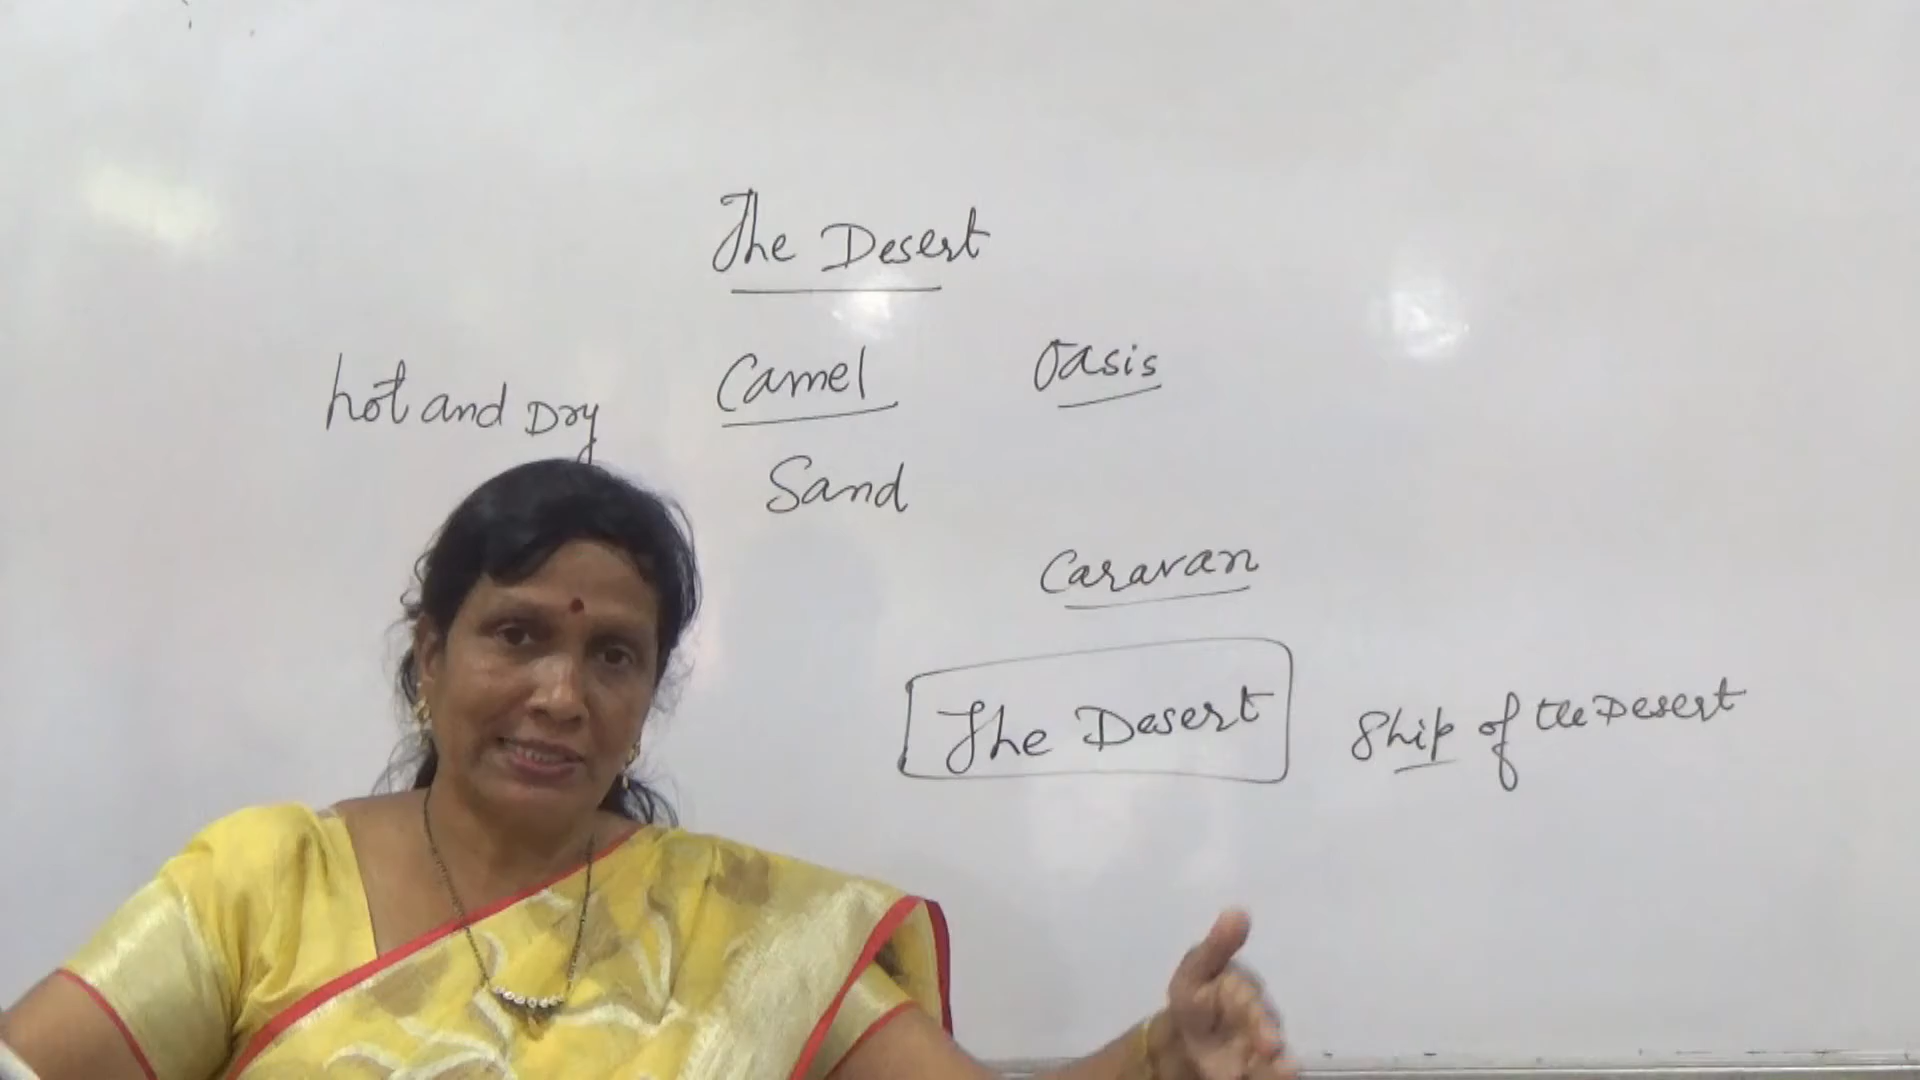 The Desert
hot and Dry Camel Oasis
Sand
Caravan
The Desert Ship of the Desert